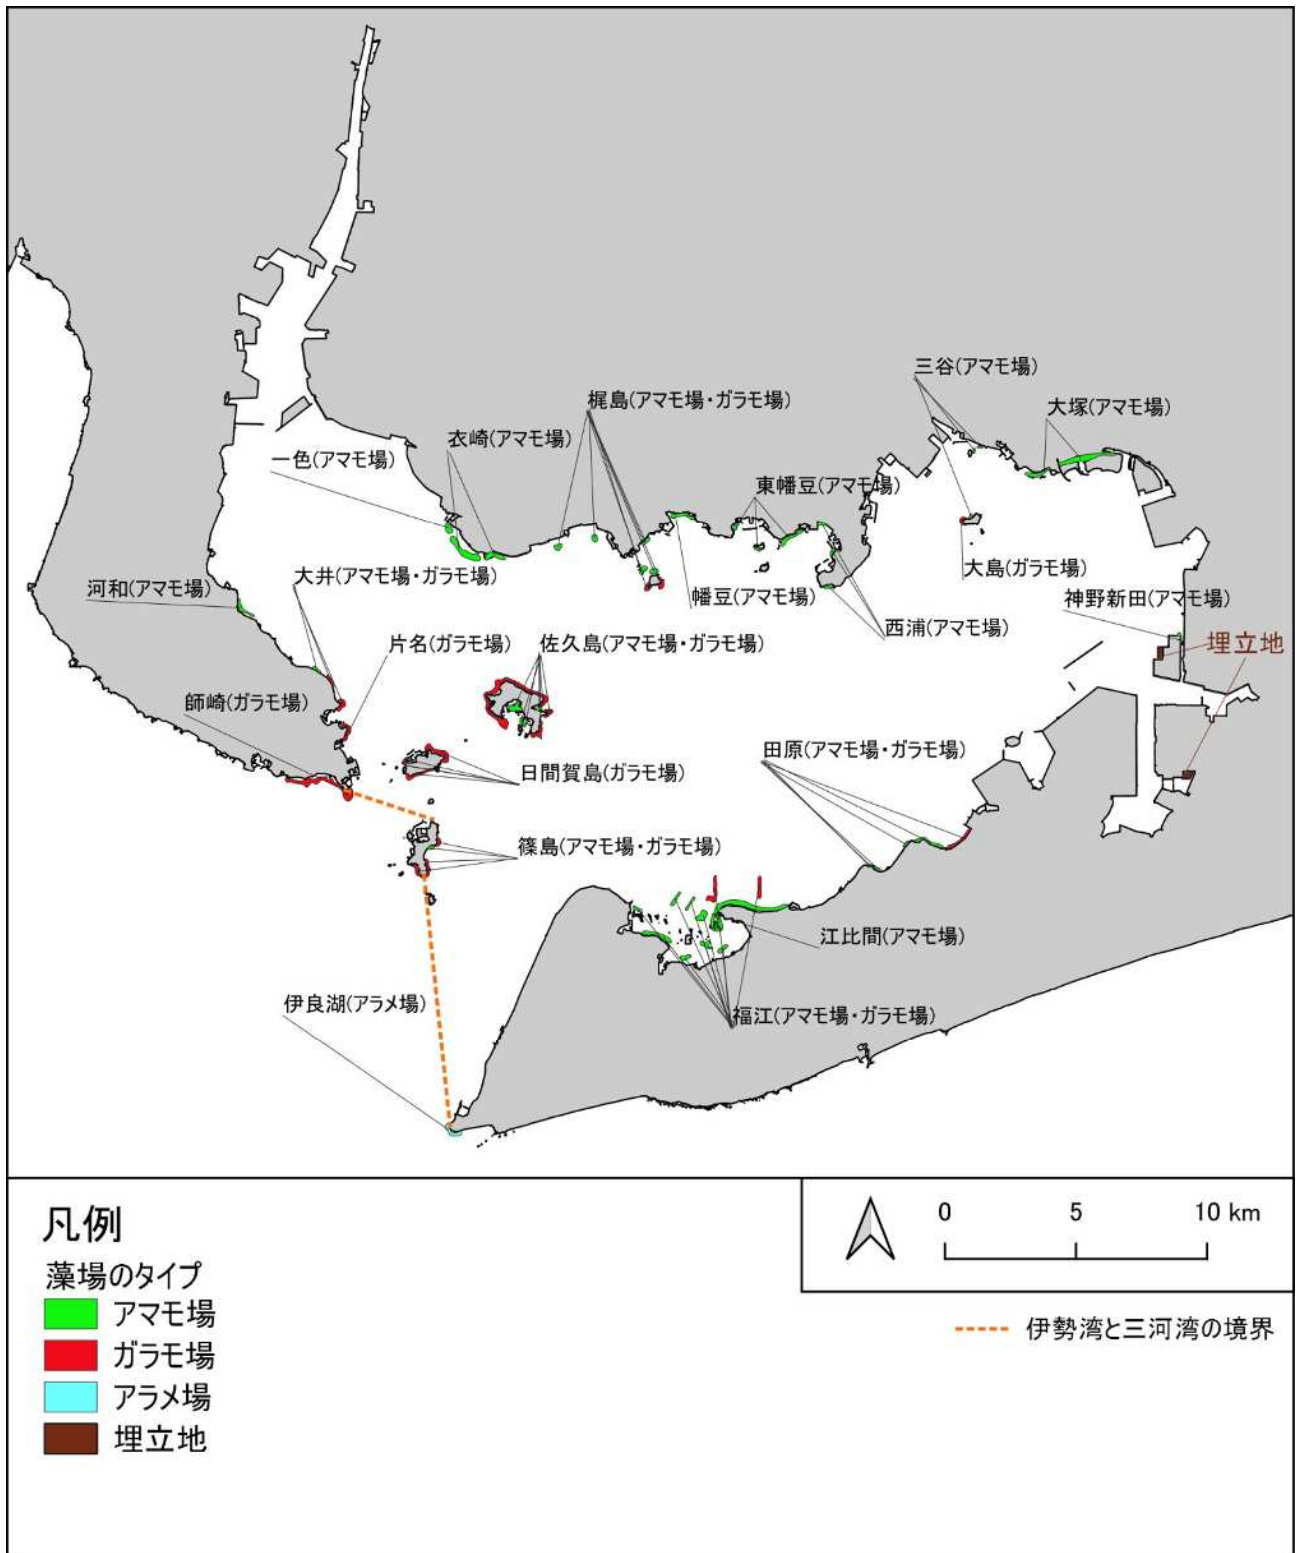 三谷(アマモ場)
大塚(アマモ場)
梶島(アマモ場・ガラモ場)
衣崎(アマモ場)
一色(アマモ場)
東幡豆(アマモ場)
大井(アマモ場・ガラモ場)
大島(ガラモ場)
河和(アマモ場)
幡豆(アマモ場)
神野新田(アマモ場)
西浦(アマモ場)
片名(ガラモ場)
佐久島(アマモ場・ガラモ場)
埋立地
師崎(ガラモ場)
田原(アマモ場・ガラモ場)
日間賀島(ガラモ場)
篠島(アマモ場・ガラモ場)
江比間(アマモ場)
伊良湖(アラメ場)
福江(アマモ場・ガラモ場)
凡例
藻場のタイプ
アマモ場
ガラモ場
アラメ場
埋立地
0 5 10 km
伊勢湾と三河湾の境界